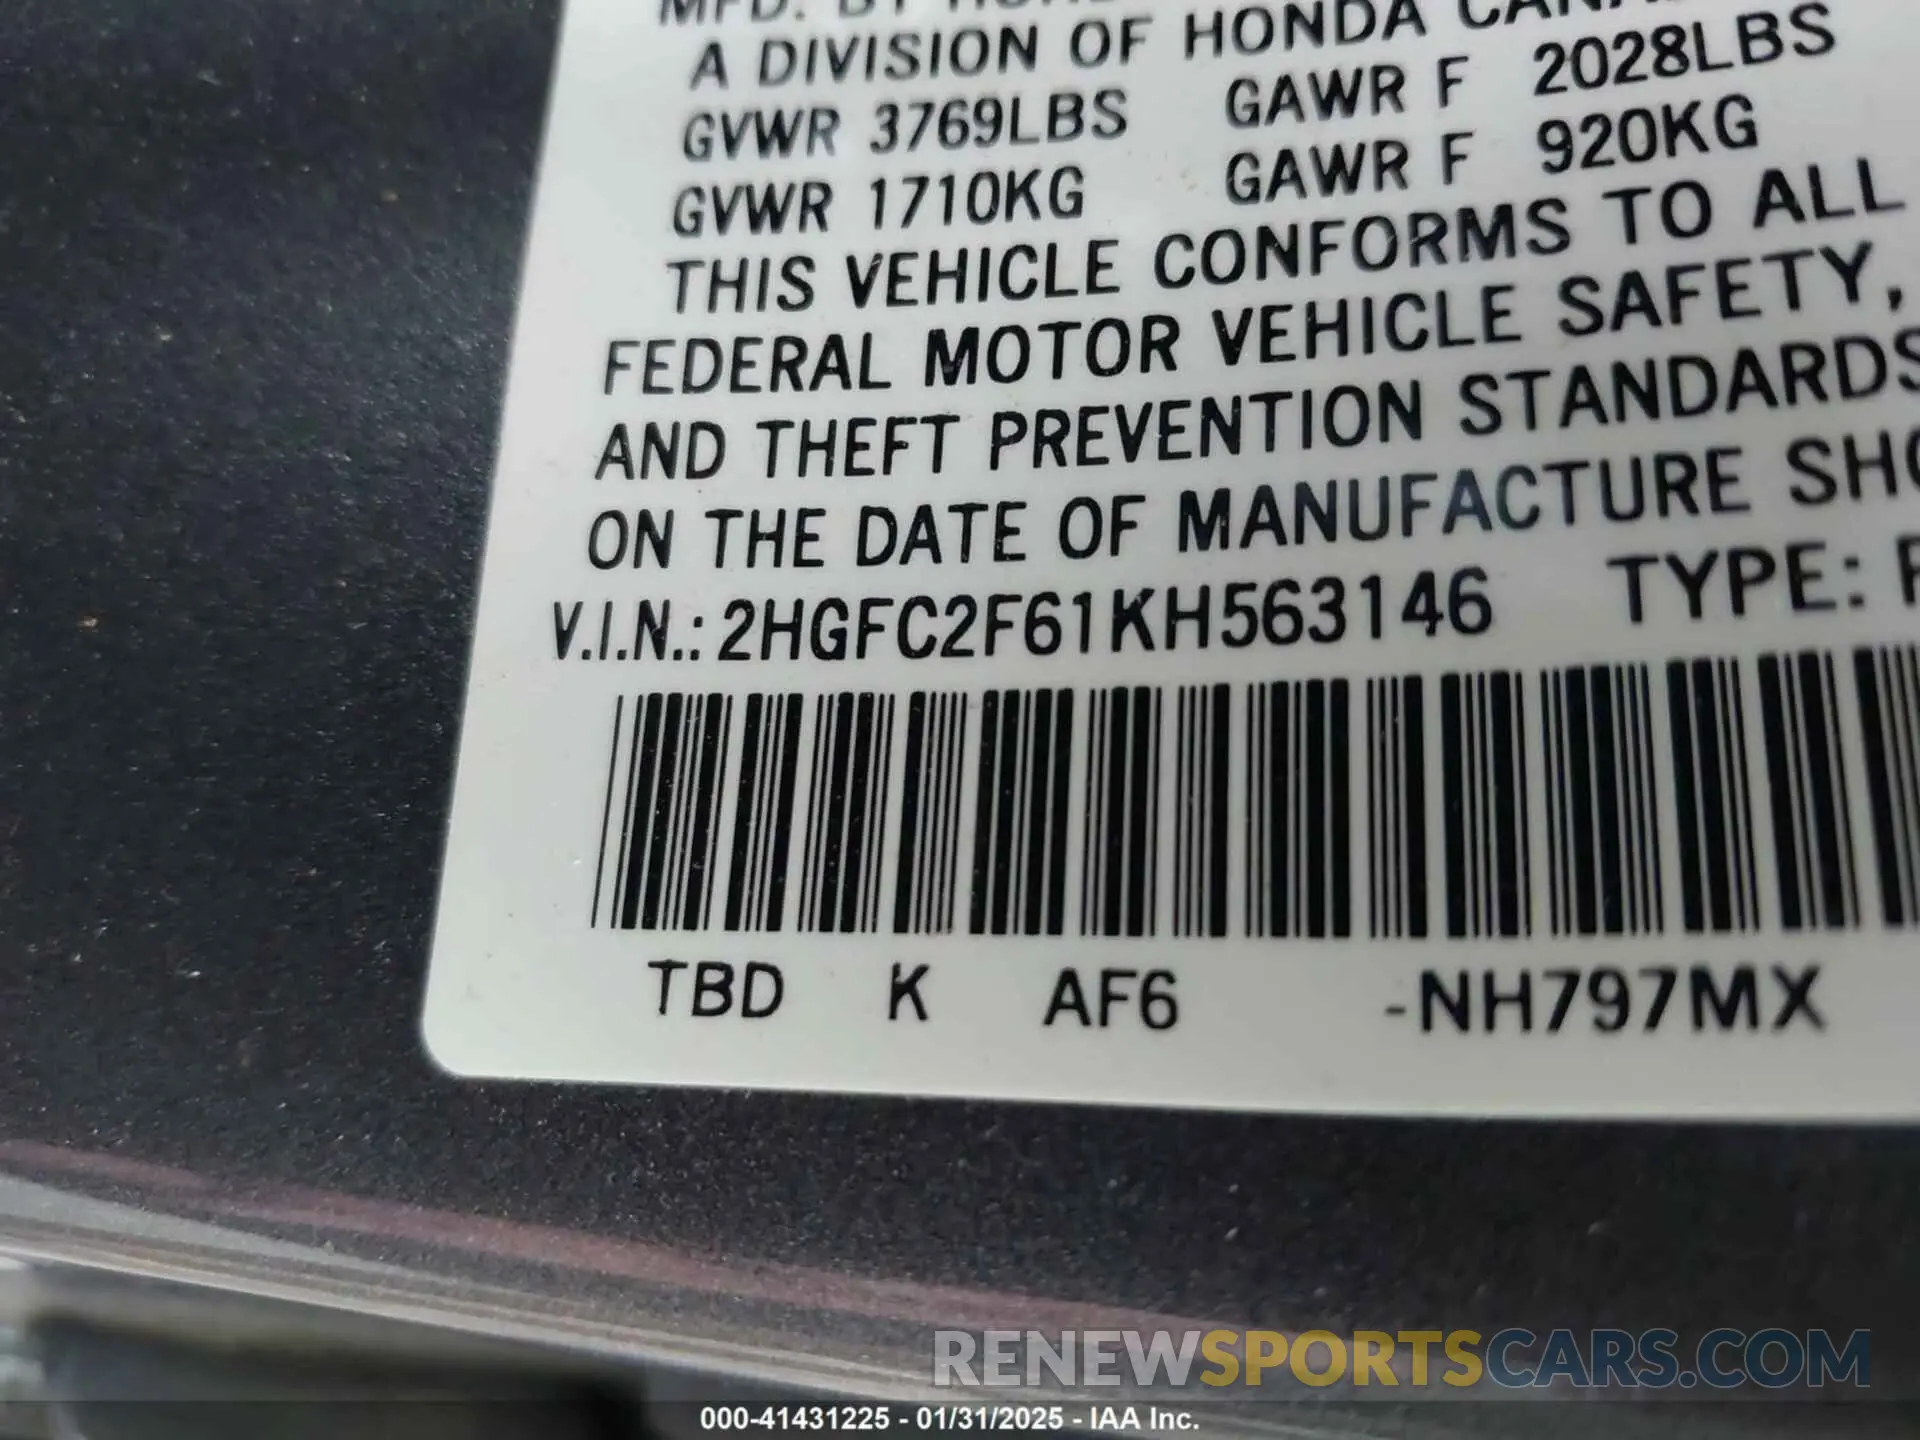 MFD. BY
A DIVISION OF HONDA
GVWR 3769LBS GAWR F 2028LBS
GVWR 1710KG GAWR F 920KG
THIS VEHICLE CONFORMS TO ALL
FEDERAL MOTOR VEHICLE SAFETY,
AND THEFT PREVENTION STANDARDS
ON THE DATE OF MANUFACTURE
V.I.N.: 2HGFC2F61KH563146 TYPE:
TBD K AF6 -NH797MX
RENEWSPORTSCARS.COM
000-41431225 - 01/31/2025 - IAA Inc.